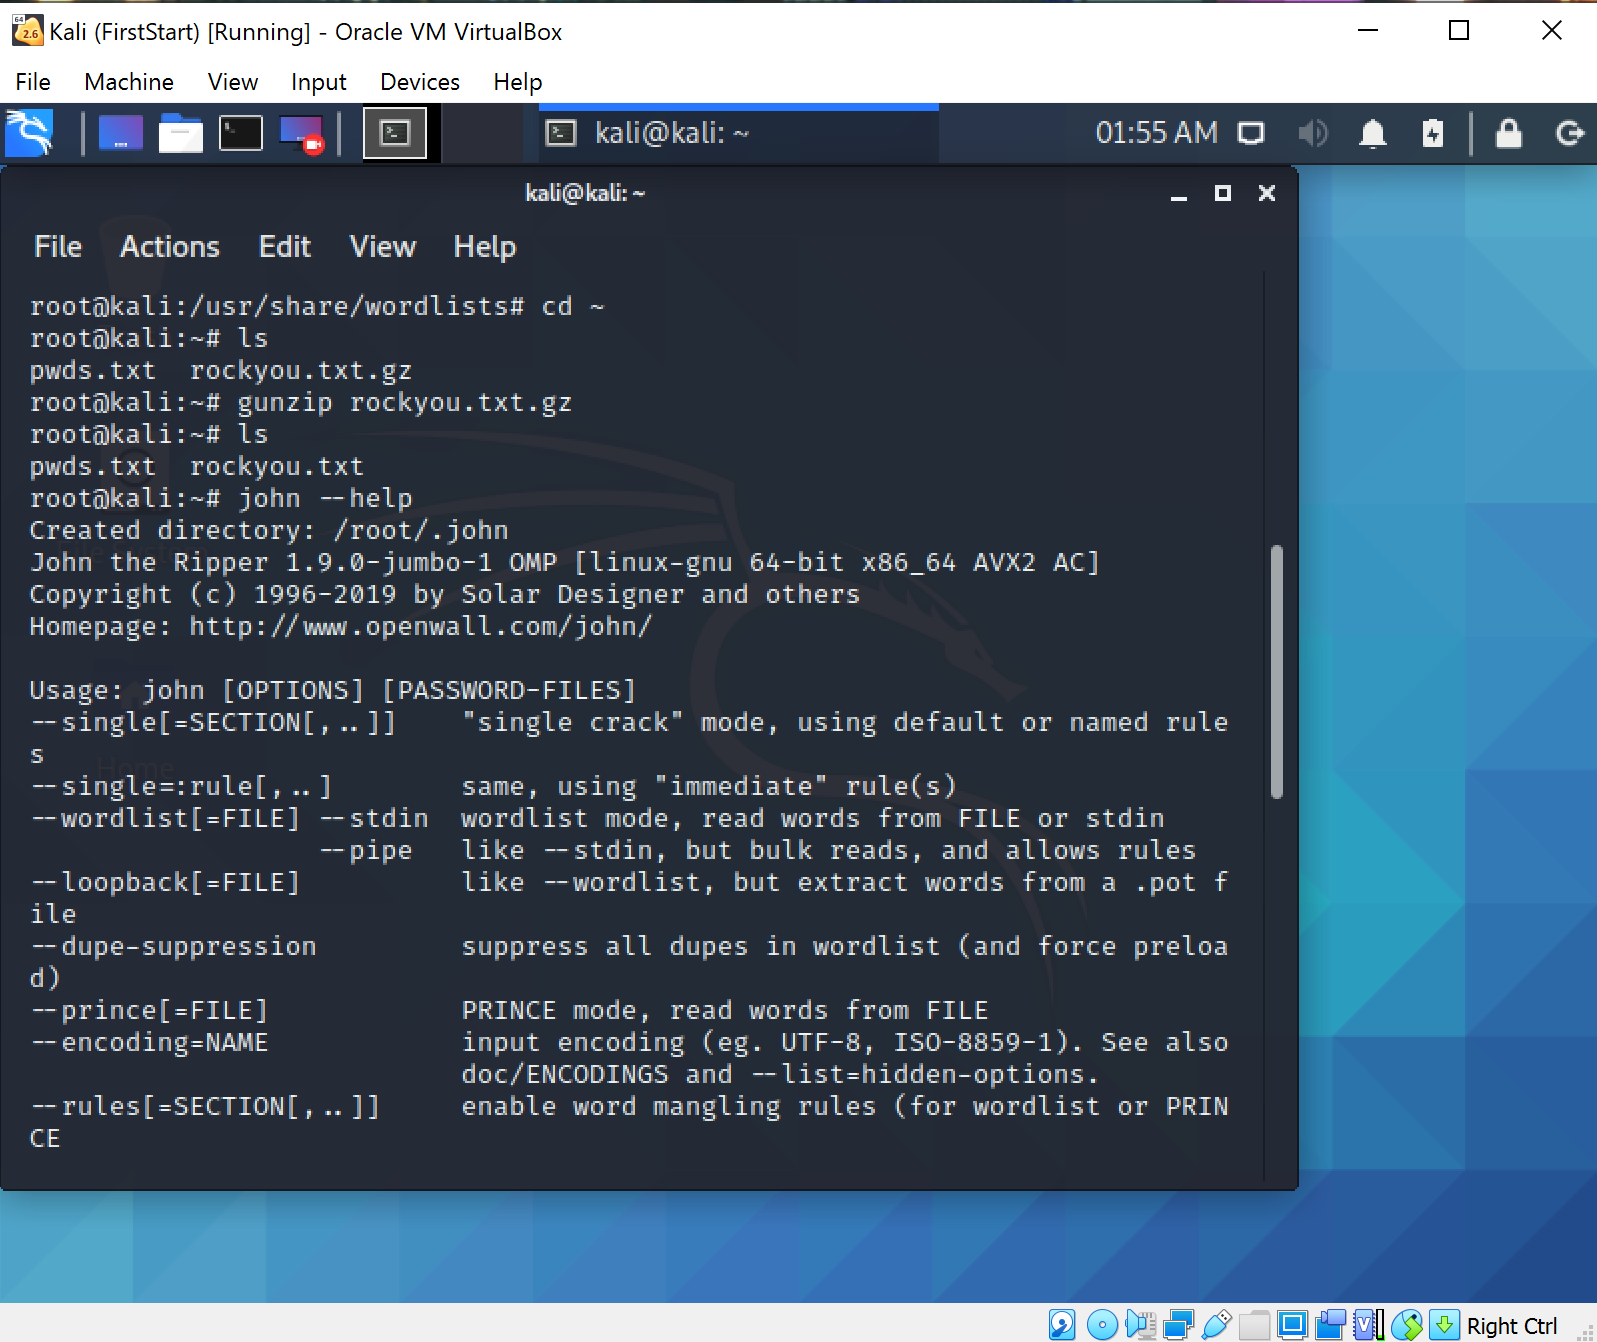 64
2.6
Kali (FirstStart) [Running] - Oracle VM VirtualBox
File Machine View Input Devices Help
kali@kali: ~
01:55 AM
kali@kali: ~
File Actions Edit View Help
root@kali:/usr/share/wordlists# cd ~
root@kali:~# ls
pwds.txt  rockyou.txt.gz
root@kali:~# gunzip rockyou.txt.gz
root@kali:~# ls
pwds.txt  rockyou.txt
root@kali:~# john --help
Created directory: /root/.john
John the Ripper 1.9.0-jumbo-1 OMP [linux-gnu 64-bit x86_64 AVX2 AC]
Copyright (c) 1996-2019 by Solar Designer and others
Homepage: http://www.openwall.com/john/
Usage: john [OPTIONS] [PASSWORD-FILES]
--single[=SECTION[,..]]    "single crack" mode, using default or named rule
s
--single=:rule[,..]        same, using "immediate" rule(s)
--wordlist[=FILE] --stdin  wordlist mode, read words from FILE or stdin
                  --pipe   like --stdin, but bulk reads, and allows rules
--loopback[=FILE]          like --wordlist, but extract words from a .pot f
ile
--dupe-suppression         suppress all dupes in wordlist (and force preloa
d)
--prince[=FILE]            PRINCE mode, read words from FILE
--encoding=NAME            input encoding (eg. UTF-8, ISO-8859-1). See also
                           doc/ENCODINGS and --list=hidden-options.
--rules[=SECTION[,..]]     enable word mangling rules (for wordlist or PRIN
CE
Home
Right Ctrl